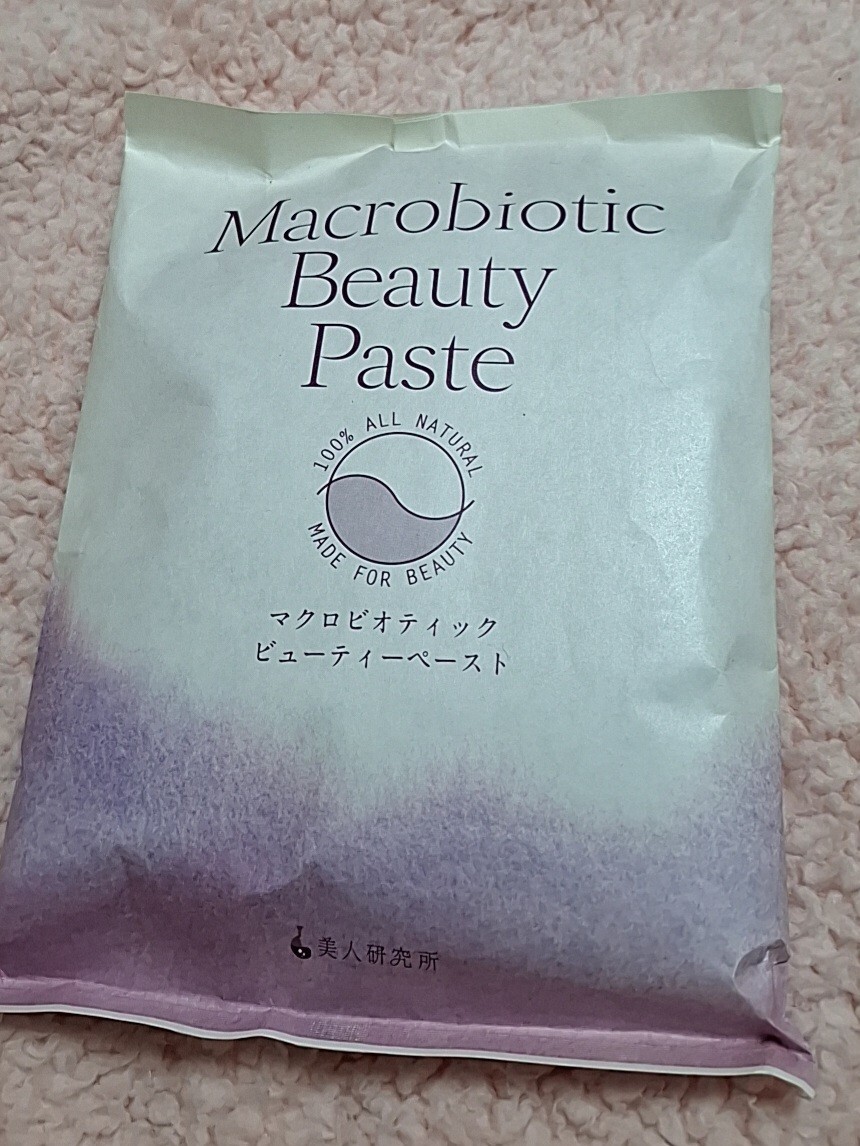 Macrobiotic
Beauty
Paste
100% ALL NATURAL
MADE FOR BEAUTY
マクロビオティック
ビューティーペースト
美人研究所